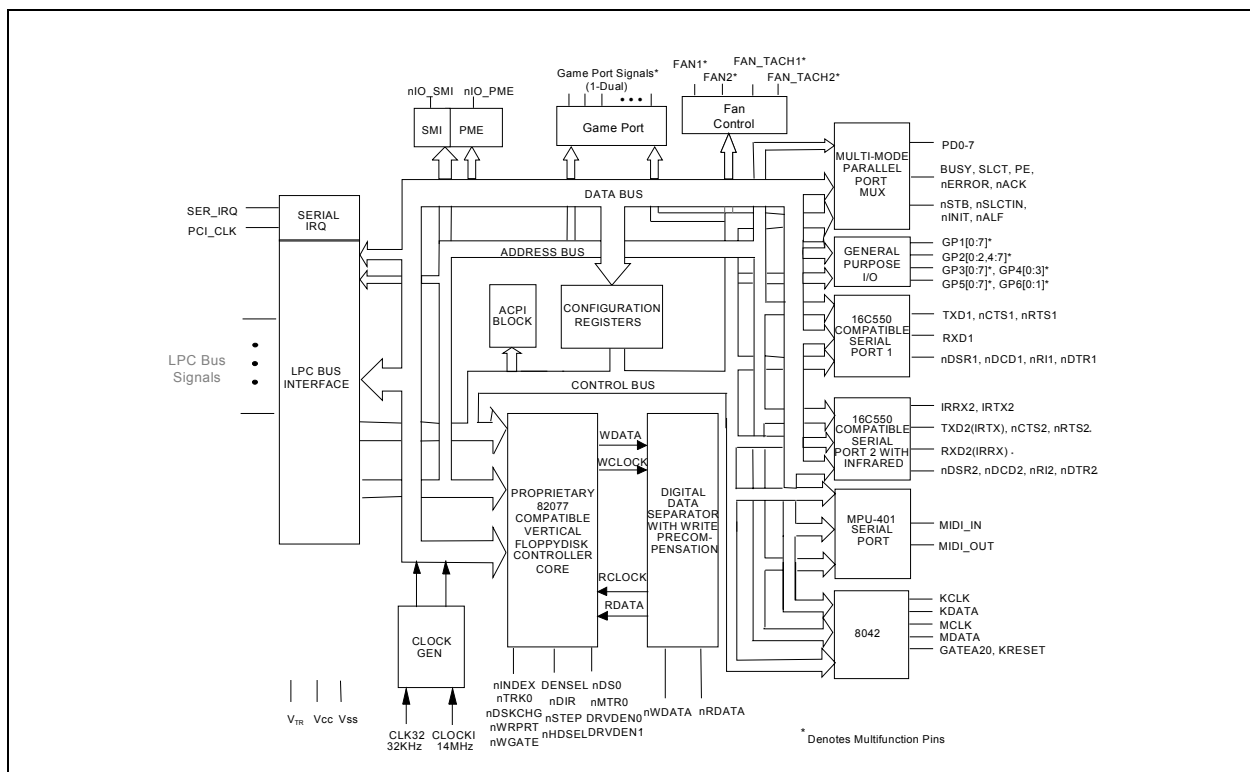 FAN1*
FAN2*
FAN_TACH1*
FAN_TACH2*
Game Port Signals*
(1-Dual)
nIO_SMI
nIO_PME
SMI
PME
Game Port
Fan
Control
MULTI-MODE
PARALLEL
PORT
MUX
PD0-7
BUSY, SLCT, PE,
nERROR, nACK
nSTB, nSLCTIN,
nINIT, nALF
DATA BUS
SER_IRQ
PCI_CLK
SERIAL
IRQ
ADDRESS BUS
GENERAL
PURPOSE
I/O
GP1[0:7]*
GP2[0:2,4:7]*
GP3[0:7]*, GP4[0:3]*
GP5[0:7]*, GP6[0:1]*
ACPI
BLOCK
CONFIGURATION
REGISTERS
16C550
COMPATIBLE
SERIAL
PORT 1
TXD1, nCTS1, nRTS1
RXD1
nDSR1, nDCD1, nRI1, nDTR1
LPC Bus
Signals
LPC BUS
INTERFACE
CONTROL BUS
16C550
COMPATIBLE
SERIAL
PORT 2 WITH
INFRARED
IRRX2, IRTX2
TXD2(IRTX), nCTS2, nRTS2.
RXD2(IRRX) .
nDSR2, nDCD2, nRI2, nDTR2
WDATA
WCLOCK
PROPRIETARY
82077
COMPATIBLE
VERTICAL
FLOPPYDISK
CONTROLLER
CORE
DIGITAL
DATA
SEPARATOR
WITH WRITE
PRECOM-
PENSATION
RCLOCK
RDATA
MPU-401
SERIAL
PORT
MIDI_IN
MIDI_OUT
8042
KCLK
KDATA
MCLK
MDATA
GATEA20, KRESET
CLOCK
GEN
nINDEX
nTRK0
nDSKCHG
nWRPRT
nWGATE
DENSEL
nDIR
nSTEP
nHDSEL
nDS0
nMTR0
DRVDEN0
DRVDEN1
nWDATA
nRDATA
VTR
Vcc
Vss
CLK32
32KHz
CLOCKI
14MHz
* Denotes Multifunction Pins